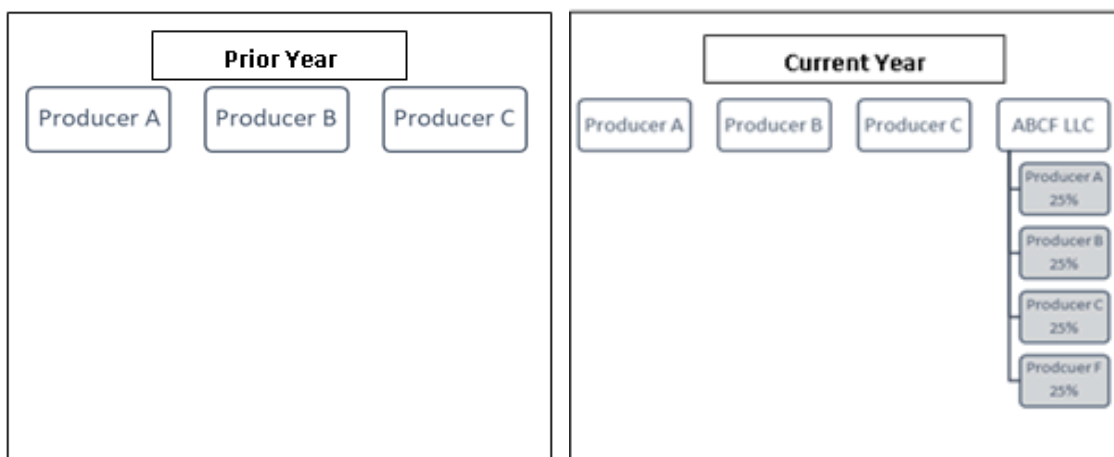 Prior Year
Producer A
Producer B
Producer C
Current Year
Producer A
Producer B
Producer C
ABCF LLC
Producer A
25%
Producer B
25%
Producer C
25%
Prodcuer F
25%